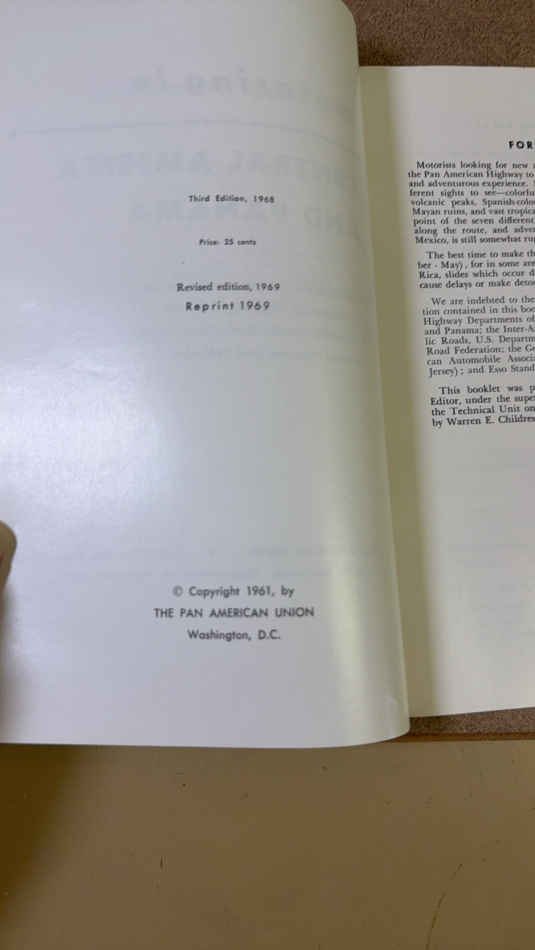 Third Edition, 1968
Price: 25 cents
Revised edition, 1969
Reprint 1969
© Copyright 1961, by
THE PAN AMERICAN UNION
Washington, D.C.
FOR
Motorists looking for new
the Pan American Highway to
and adventurous experience.
ferent sights to see—colorfu
volcanic peaks, Spanish-colo
Mayan ruins, and vast tropica
point of the seven different
along the route, and adve
Mexico, is still somewhat ru
The best time to make th
ber - May), for in some are
Rica, slides which occur d
cause delays or make deto
We are indebted to the
tion contained in this boo
Highway Departments of
and Panama; the Inter-A
lic Roads, U.S. Departm
Road Federation; the Ge
can Automobile Associa
Jersey); and Esso Stand
This booklet was p
Editor, under the supe
the Technical Unit on
by Warren E. Childres